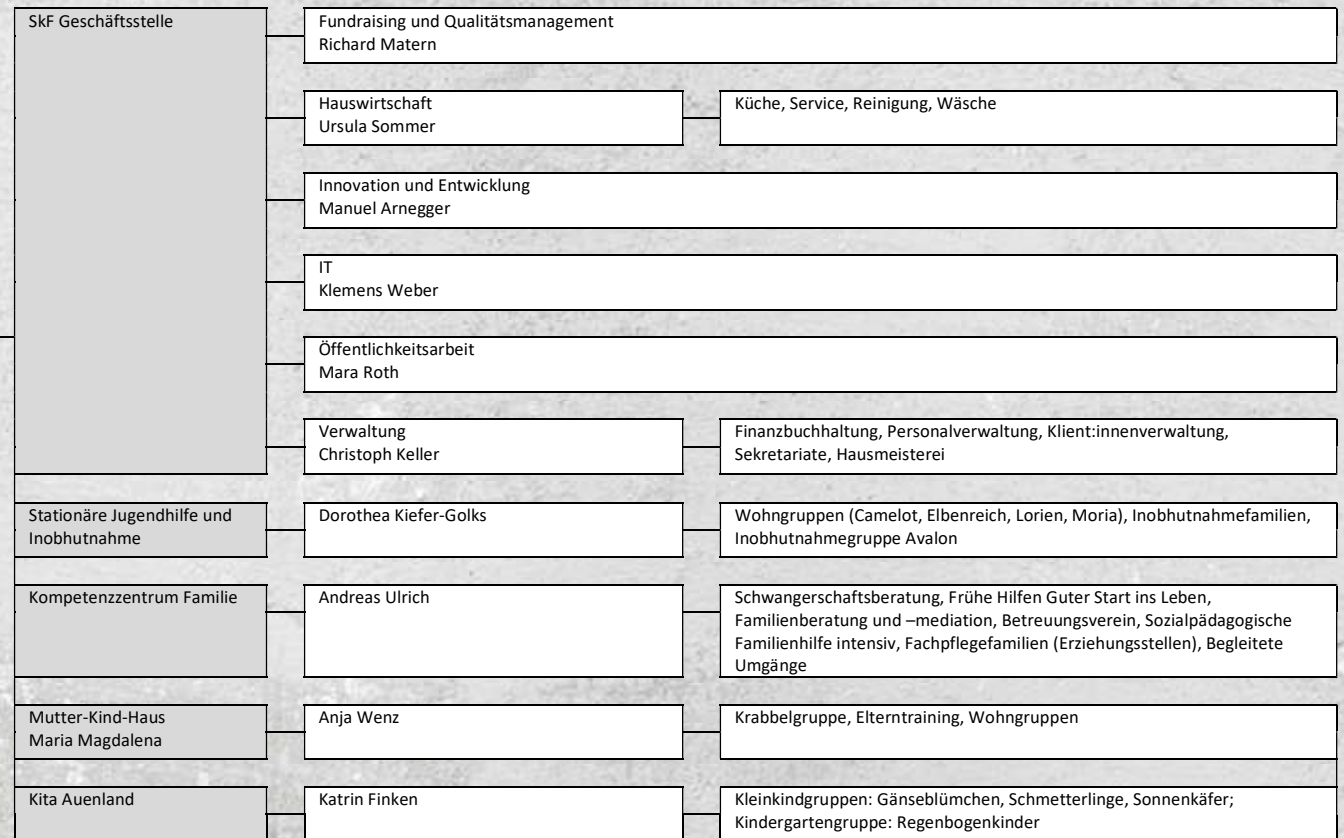 SkF Geschäftsstelle
Fundraising und Qualitätsmanagement
Richard Matern
Hauswirtschaft
Ursula Sommer
Küche, Service, Reinigung, Wäsche
Innovation und Entwicklung
Manuel Arnegger
IT
Klemens Weber
Öffentlichkeitsarbeit
Mara Roth
Verwaltung
Christoph Keller
Finanzbuchhaltung, Personalverwaltung, Klient:innenverwaltung,
Sekretariate, Hausmeisterei
Stationäre Jugendhilfe und
Inobhutnahme
Dorothea Kiefer-Golks
Wohngruppen (Camelot, Elbenreich, Lorien, Moria), Inobhutnahmefamilien,
Inobhutnahmegruppe Avalon
Kompetenzzentrum Familie
Andreas Ulrich
Schwangerschaftsberatung, Frühe Hilfen Guter Start ins Leben,
Familienberatung und –mediation, Betreuungsverein, Sozialpädagogische
Familienhilfe intensiv, Fachpflegefamilien (Erziehungsstellen), Begleitete
Umgänge
Mutter-Kind-Haus
Maria Magdalena
Anja Wenz
Krabbelgruppe, Elterntraining, Wohngruppen
Kita Auenland
Katrin Finken
Kleinkindgruppen: Gänseblümchen, Schmetterlinge, Sonnenkäfer;
Kindergartengruppe: Regenbogenkinder